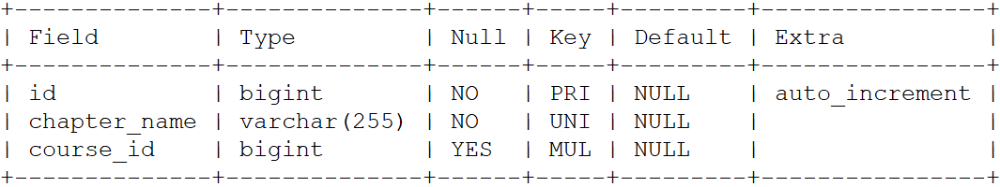 +--------------+--------------+------+-----+---------+----------------+
| Field        | Type         | Null | Key | Default | Extra          |
+--------------+--------------+------+-----+---------+----------------+
| id           | bigint       | NO   | PRI | NULL    | auto_increment |
| chapter_name | varchar(255) | NO   | UNI | NULL    |                |
| course_id    | bigint       | YES  | MUL | NULL    |                |
+--------------+--------------+------+-----+---------+----------------+